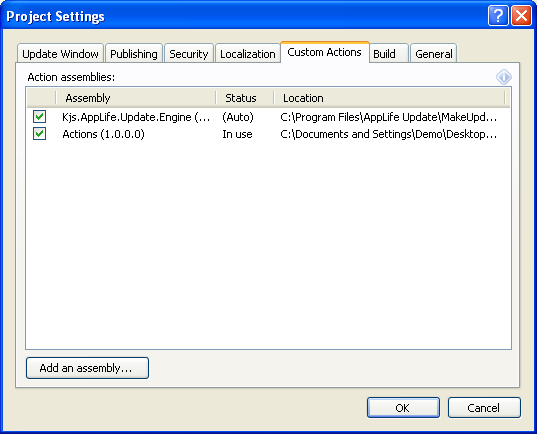 Project Settings
Update Window Publishing Security Localization Custom Actions Build General
Action assemblies:
Assembly Status Location
Kjs.AppLife.Update.Engine (... (Auto) C:\Program Files\AppLife Update\MakeUpd...
Actions (1.0.0.0) In use C:\Documents and Settings\Demo\Desktop...
Add an assembly...
OK Cancel